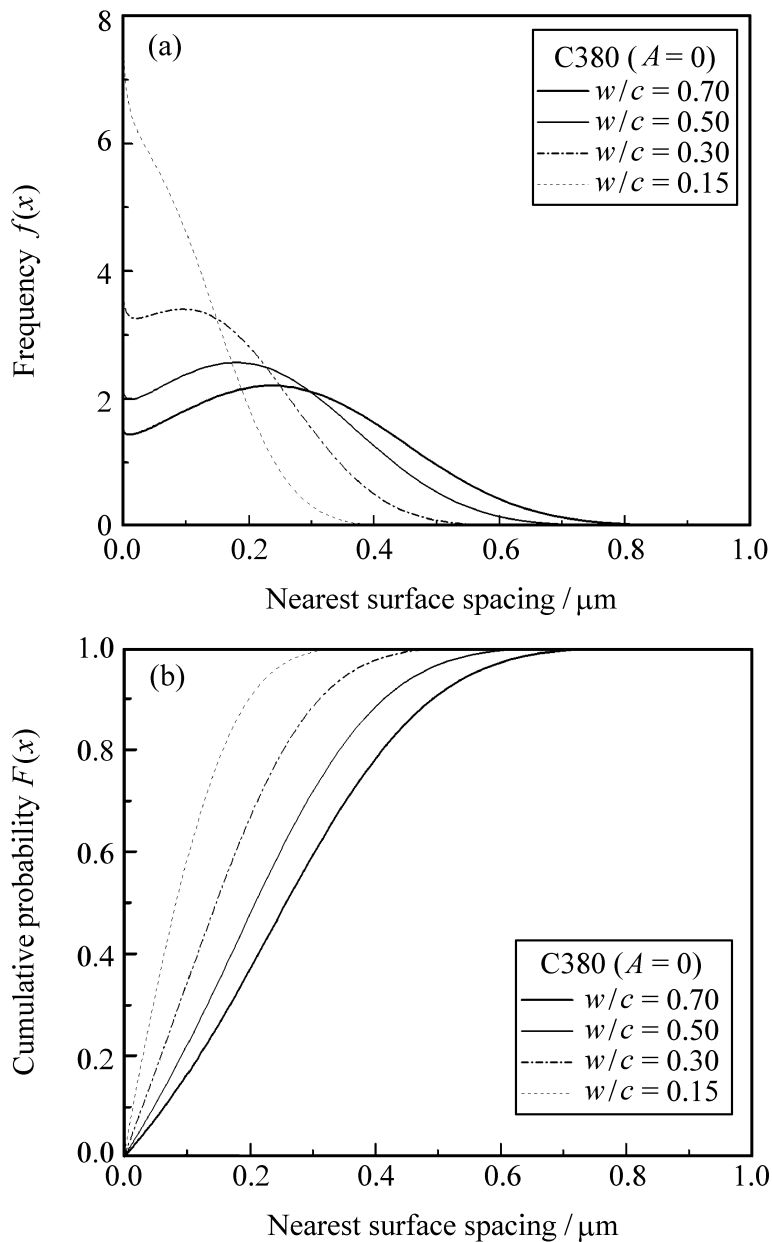 (a)
C380 (A = 0)
w/c = 0.70
w/c = 0.50
w/c = 0.30
w/c = 0.15
8
6
4
2
0
Frequency f(x)
0.0 0.2 0.4 0.6 0.8 1.0
Nearest surface spacing / μm
(b)
1.0
0.8
0.6
0.4
0.2
0.0
Cumulative probability F(x)
C380 (A = 0)
w/c = 0.70
w/c = 0.50
w/c = 0.30
w/c = 0.15
0.0 0.2 0.4 0.6 0.8 1.0
Nearest surface spacing / μm